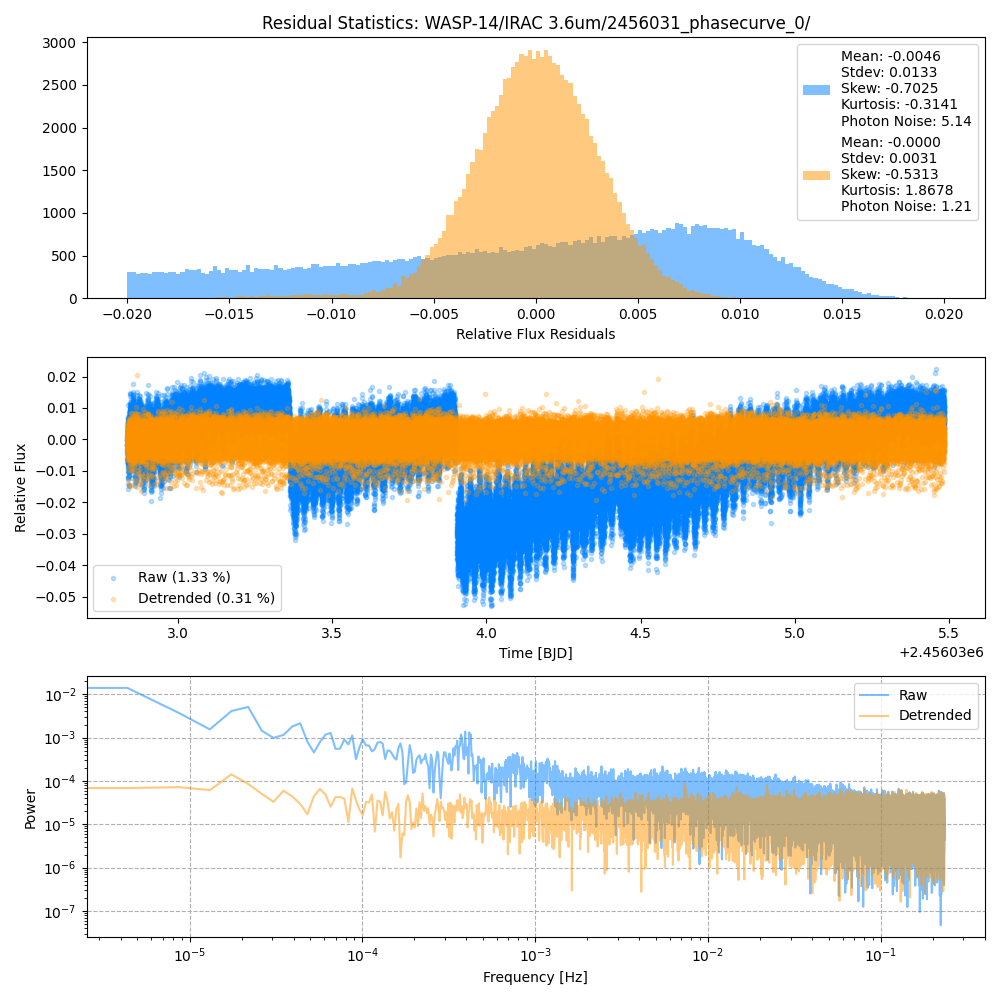 Residual Statistics: WASP-14/IRAC 3.6um/2456031_phasecurve_0/
3000
2500
2000
1500
1000
500
0
Mean: -0.0046
Stdev: 0.0133
Skew: -0.7025
Kurtosis: -0.3141
Photon Noise: 5.14
Mean: -0.0000
Stdev: 0.0031
Skew: -0.5313
Kurtosis: 1.8678
Photon Noise: 1.21
−0.020 −0.015 −0.010 −0.005 0.000 0.005 0.010 0.015 0.020
Relative Flux Residuals
Relative Flux
0.02
0.01
0.00
−0.01
−0.02
−0.03
−0.04
−0.05
Raw (1.33 %)
Detrended (0.31 %)
3.0 3.5 4.0 4.5 5.0 5.5
+2.45603e6
Time [BJD]
Power
10⁻²
10⁻³
10⁻⁴
10⁻⁵
10⁻⁶
10⁻⁷
Raw
Detrended
10⁻⁵ 10⁻⁴ 10⁻³ 10⁻² 10⁻¹
Frequency [Hz]